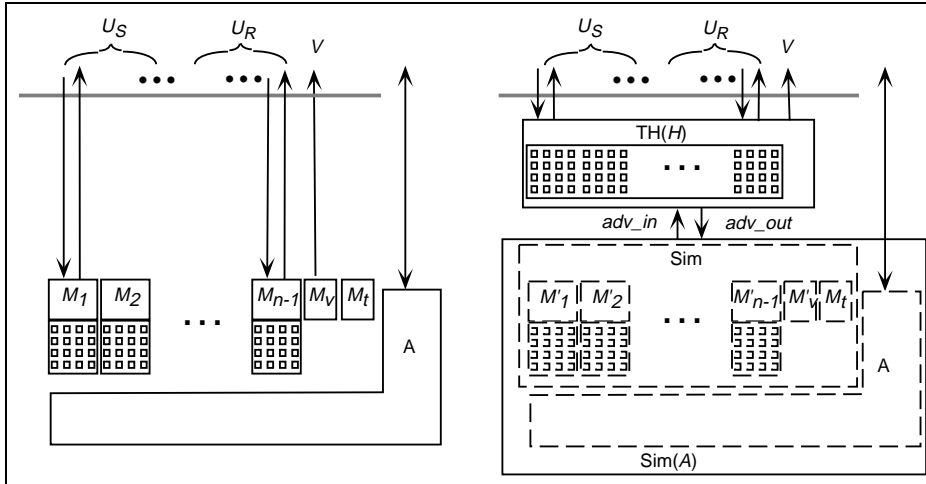 U_S U_R V U_S U_R V
••• ••• ••• •••
TH(H)
...
adv_in adv_out
Sim
M_1 M_2 M_{n-1} M_v M_t M'_1 M'_2 M'_{n-1} M'_v M_t
... ...
A A
Sim(A)